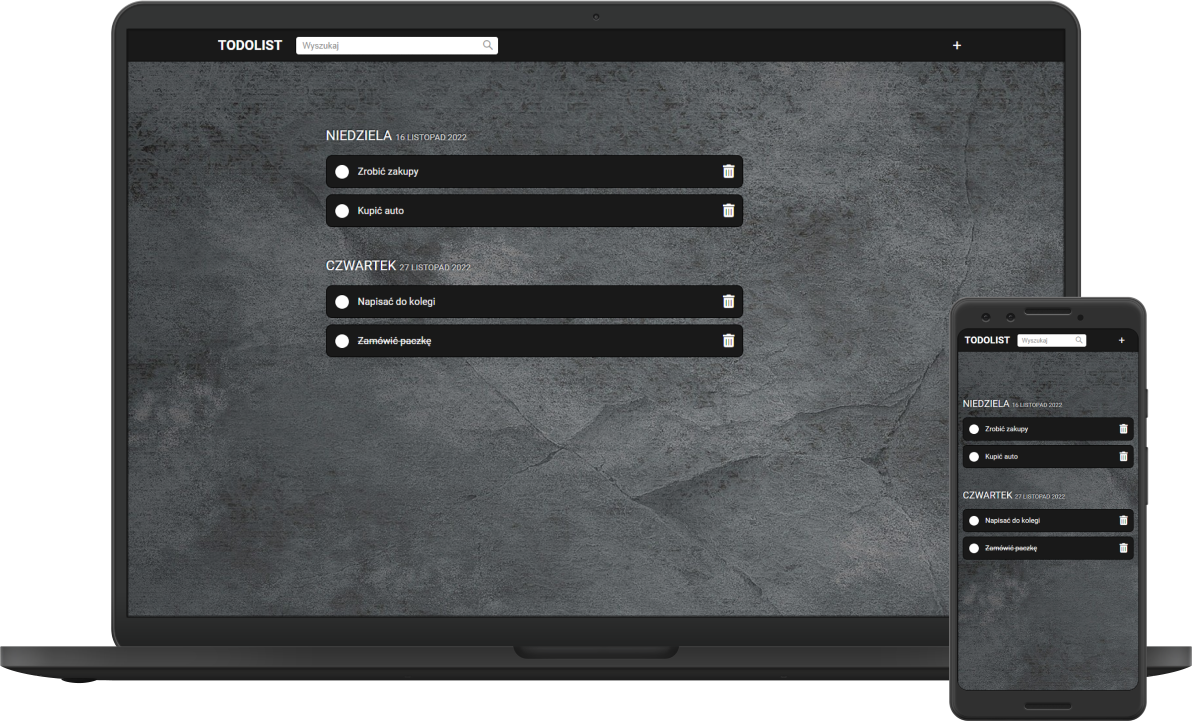 TODOLIST Wyszukaj +
NIEDZIELA 16 LISTOPAD 2022
Zrobić zakupy
Kupić auto
CZWARTEK 27 LISTOPAD 2022
Napisać do kolegi
Zamówić paczkę
TODOLIST Wyszukaj +
NIEDZIELA 16 LISTOPAD 2022
Zrobić zakupy
Kupić auto
CZWARTEK 27 LISTOPAD 2022
Napisać do kolegi
Zamówić paczkę